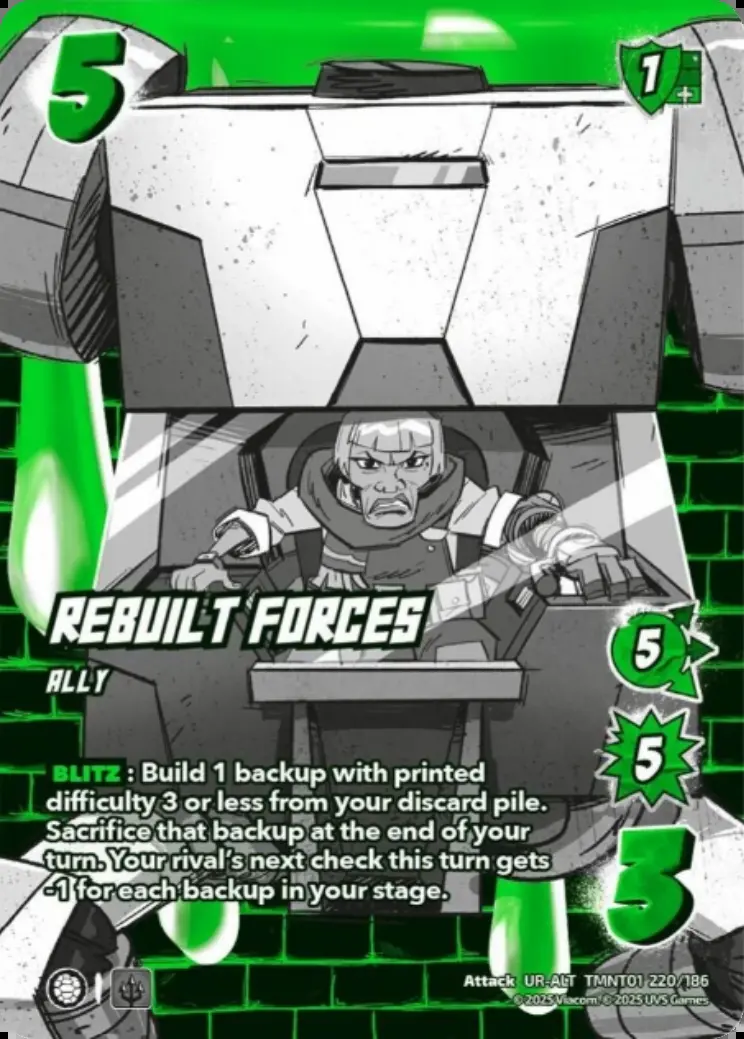 5
1
REBUILT FORCES
ALLY
5
5
BLITZ : Build 1 backup with printed
difficulty 3 or less from your discard pile.
Sacrifice that backup at the end of your
turn. Your rival's next check this turn gets
-1 for each backup in your stage.
3
Attack UR-ALT TMNT01 220/186
© 2025 Viacom. © 2025 UVS Games